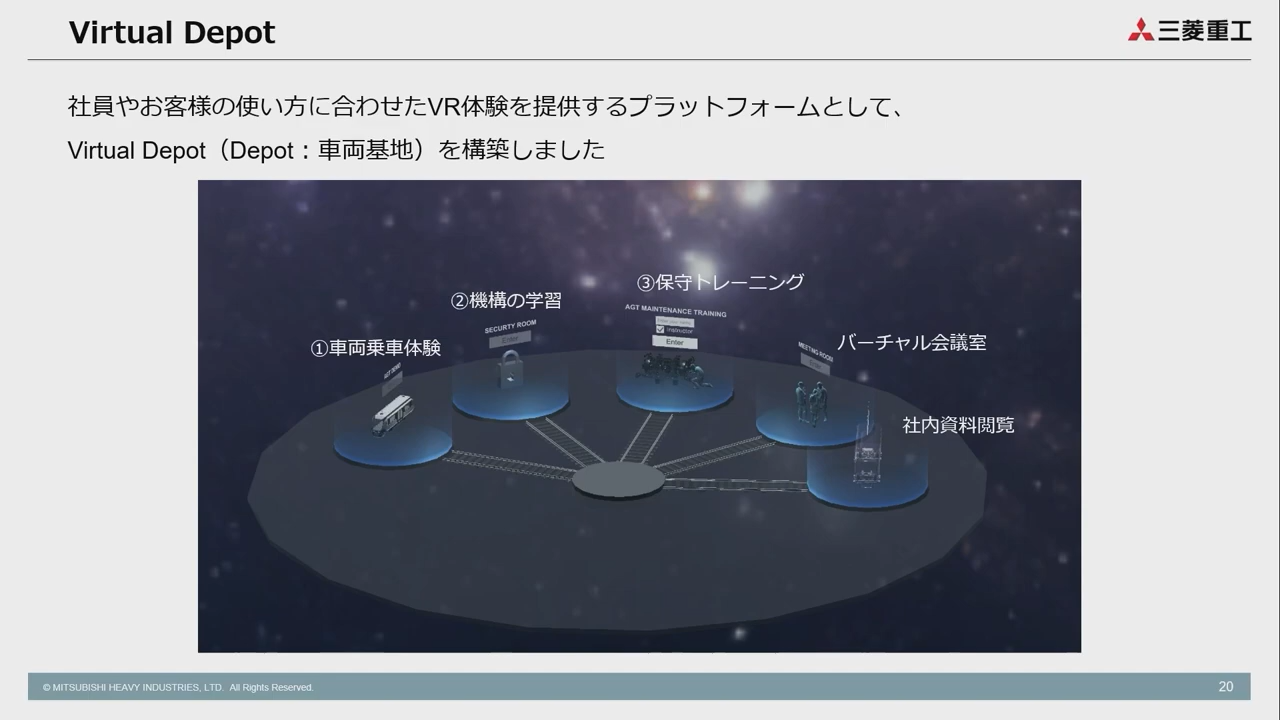 Virtual Depot
三菱重工
社員やお客様の使い方に合わせたVR体験を提供するプラットフォームとして、
Virtual Depot（Depot：車両基地）を構築しました
③保守トレーニング
②機構の学習
AGT MAINTENANCE TRAINING
SECURTY ROOM
Instructor
Enter
Enter
バーチャル会議室
①車両乗車体験
MEETING ROOM
社内資料閲覧
© MITSUBISHI HEAVY INDUSTRIES, LTD. All Rights Reserved.
20